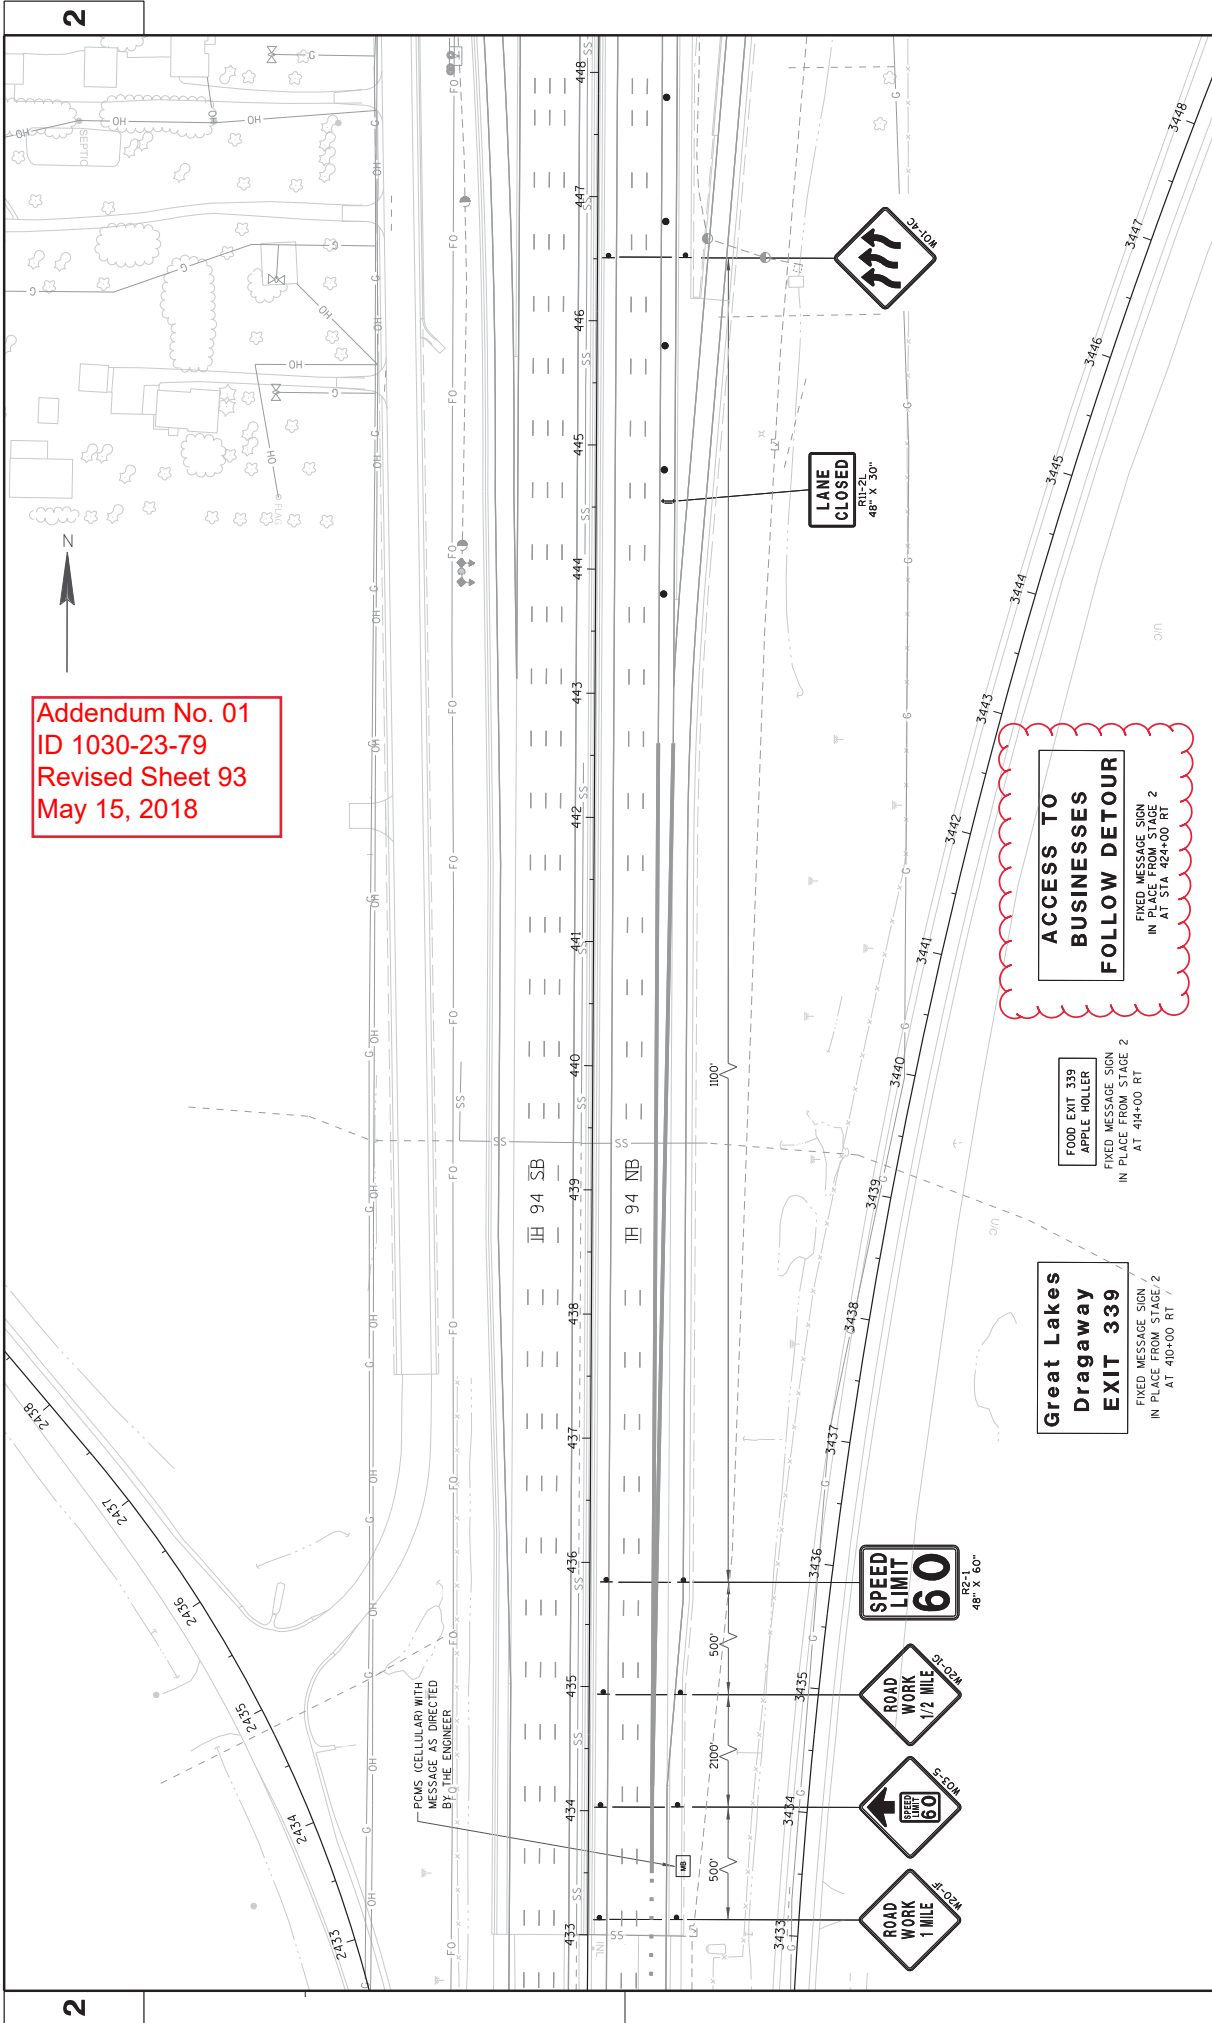 2
Addendum No. 01
ID 1030-23-79
Revised Sheet 93
May 15, 2018
N
SEPTIC
FLAG
PCMS (CELLULAR) WITH
MESSAGE AS DIRECTED
BY THE ENGINEER
IH 94 SB
IH 94 NB
433
434
435
436
437
438
439
440
441
442
443
444
445
446
447
448
2433
2434
2435
2436
2437
2438
3433
3434
3435
3436
3437
3438
3439
3440
3441
3442
3443
3444
3445
3446
3447
3448
MB
INL
500'
2100'
500'
1100'
ROAD
WORK
1 MILE
W20-1F
SPEED
LIMIT
60
W03-5
ROAD
WORK
1/2 MILE
W20-1G
SPEED
LIMIT
60
R2-1
48" X 60"
LANE
CLOSED
R11-2L
48" X 30"
W01-4C
Great Lakes
Dragaway
EXIT 339
FIXED MESSAGE SIGN
IN PLACE FROM STAGE 2
AT 410+00 RT
FOOD EXIT 339
APPLE HOLLER
FIXED MESSAGE SIGN
IN PLACE FROM STAGE 2
AT 414+00 RT
ACCESS TO
BUSINESSES
FOLLOW DETOUR
FIXED MESSAGE SIGN
IN PLACE FROM STAGE 2
AT STA 424+00 RT
U/C
U/C
2